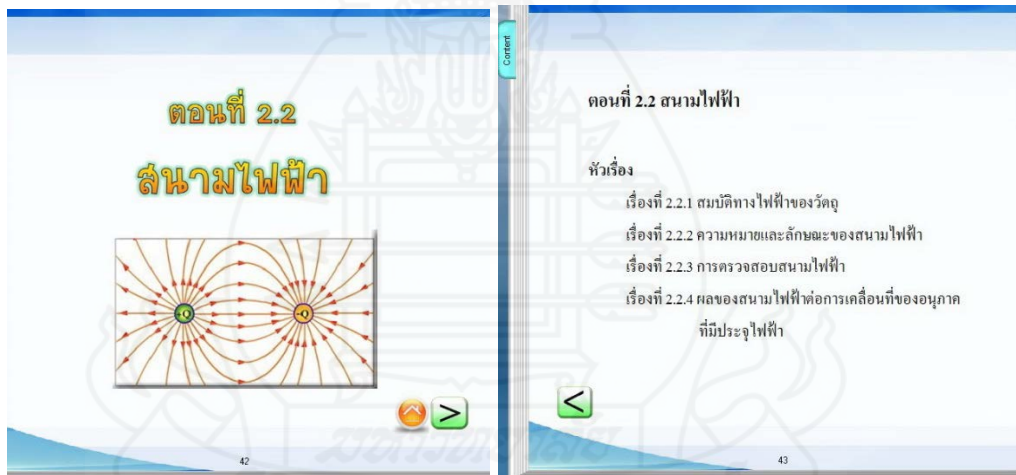 ตอนที่ 2.2
สนามไฟฟ้า
+Q
-Q
>
42
Content
ตอนที่ 2.2 สนามไฟฟ้า
หัวเรื่อง
เรื่องที่ 2.2.1 สมบัติทางไฟฟ้าของวัตถุ
เรื่องที่ 2.2.2 ความหมายและลักษณะของสนามไฟฟ้า
เรื่องที่ 2.2.3 การตรวจสอบสนามไฟฟ้า
เรื่องที่ 2.2.4 ผลของสนามไฟฟ้าต่อการเคลื่อนที่ของอนุภาค
ที่มีประจุไฟฟ้า
<
43